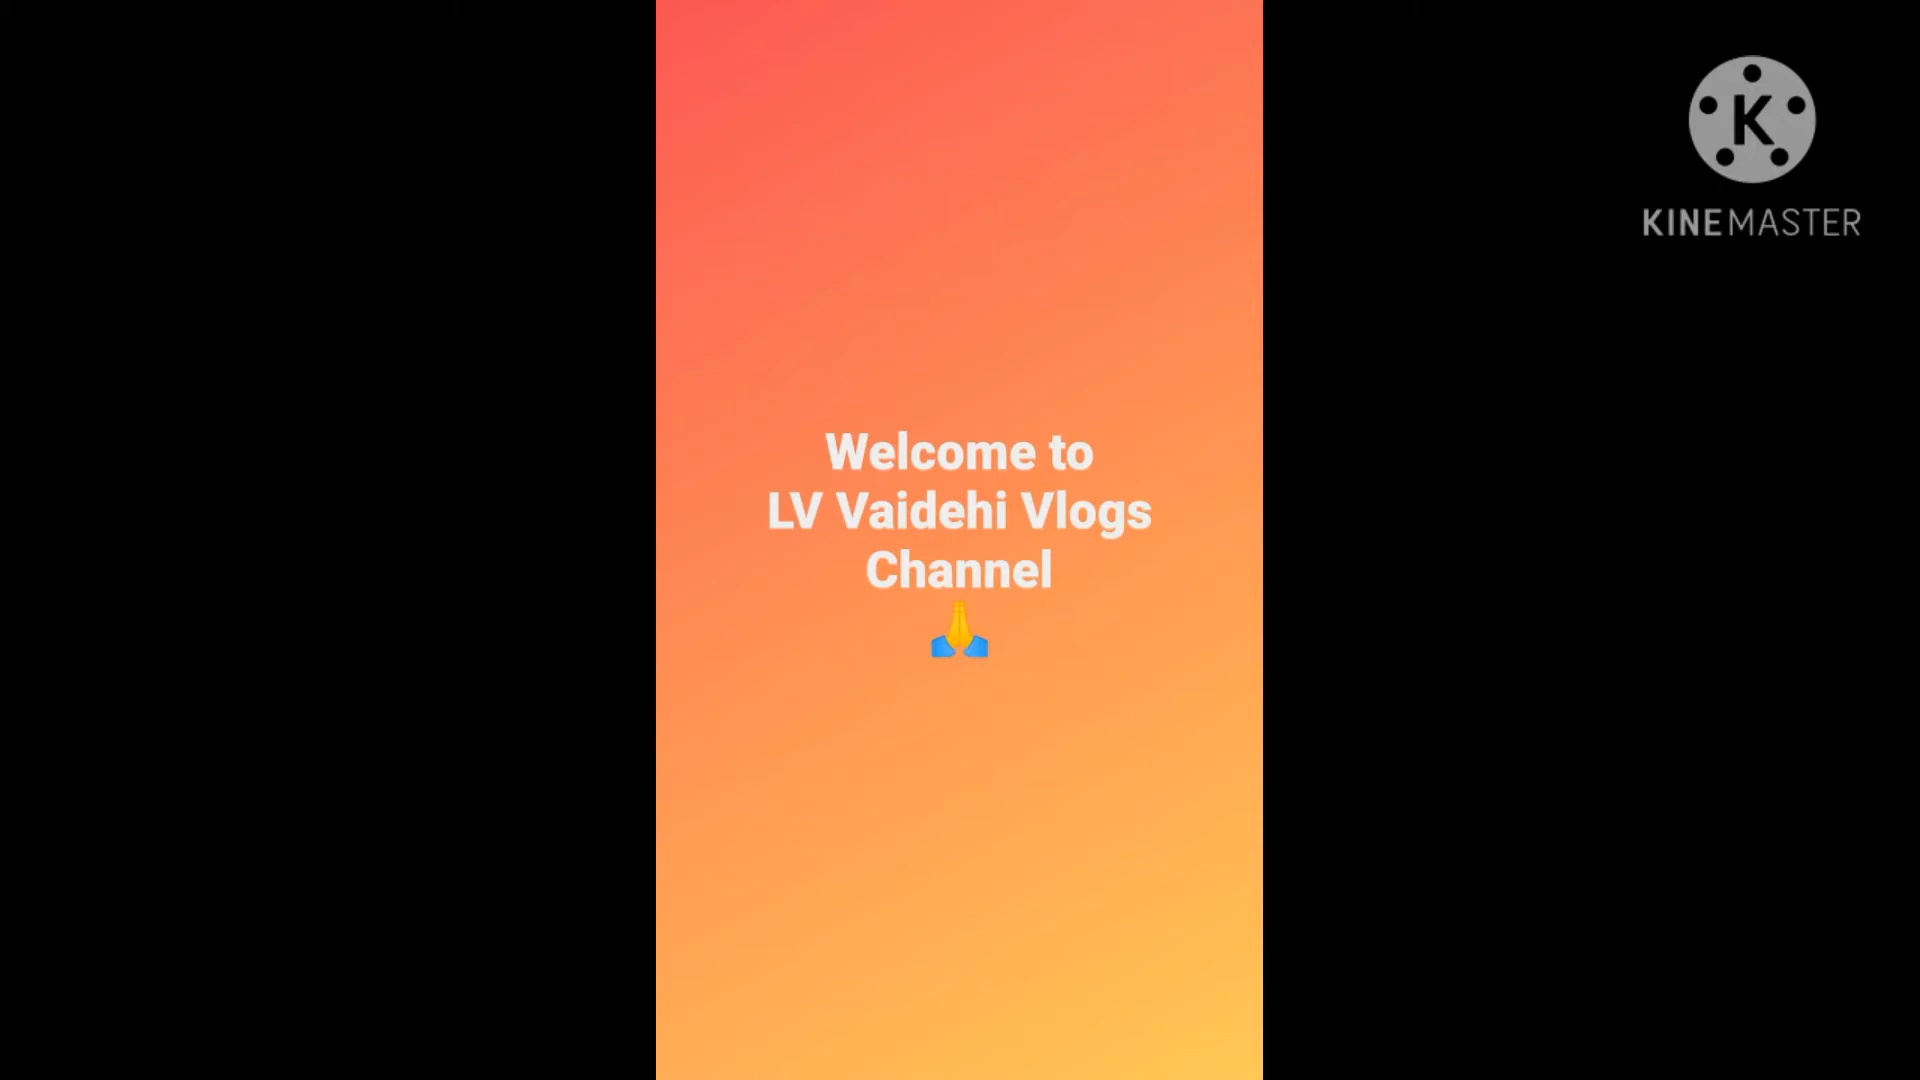 Welcome to
LV Vaidehi Vlogs
Channel
🙏
K
KINEMASTER